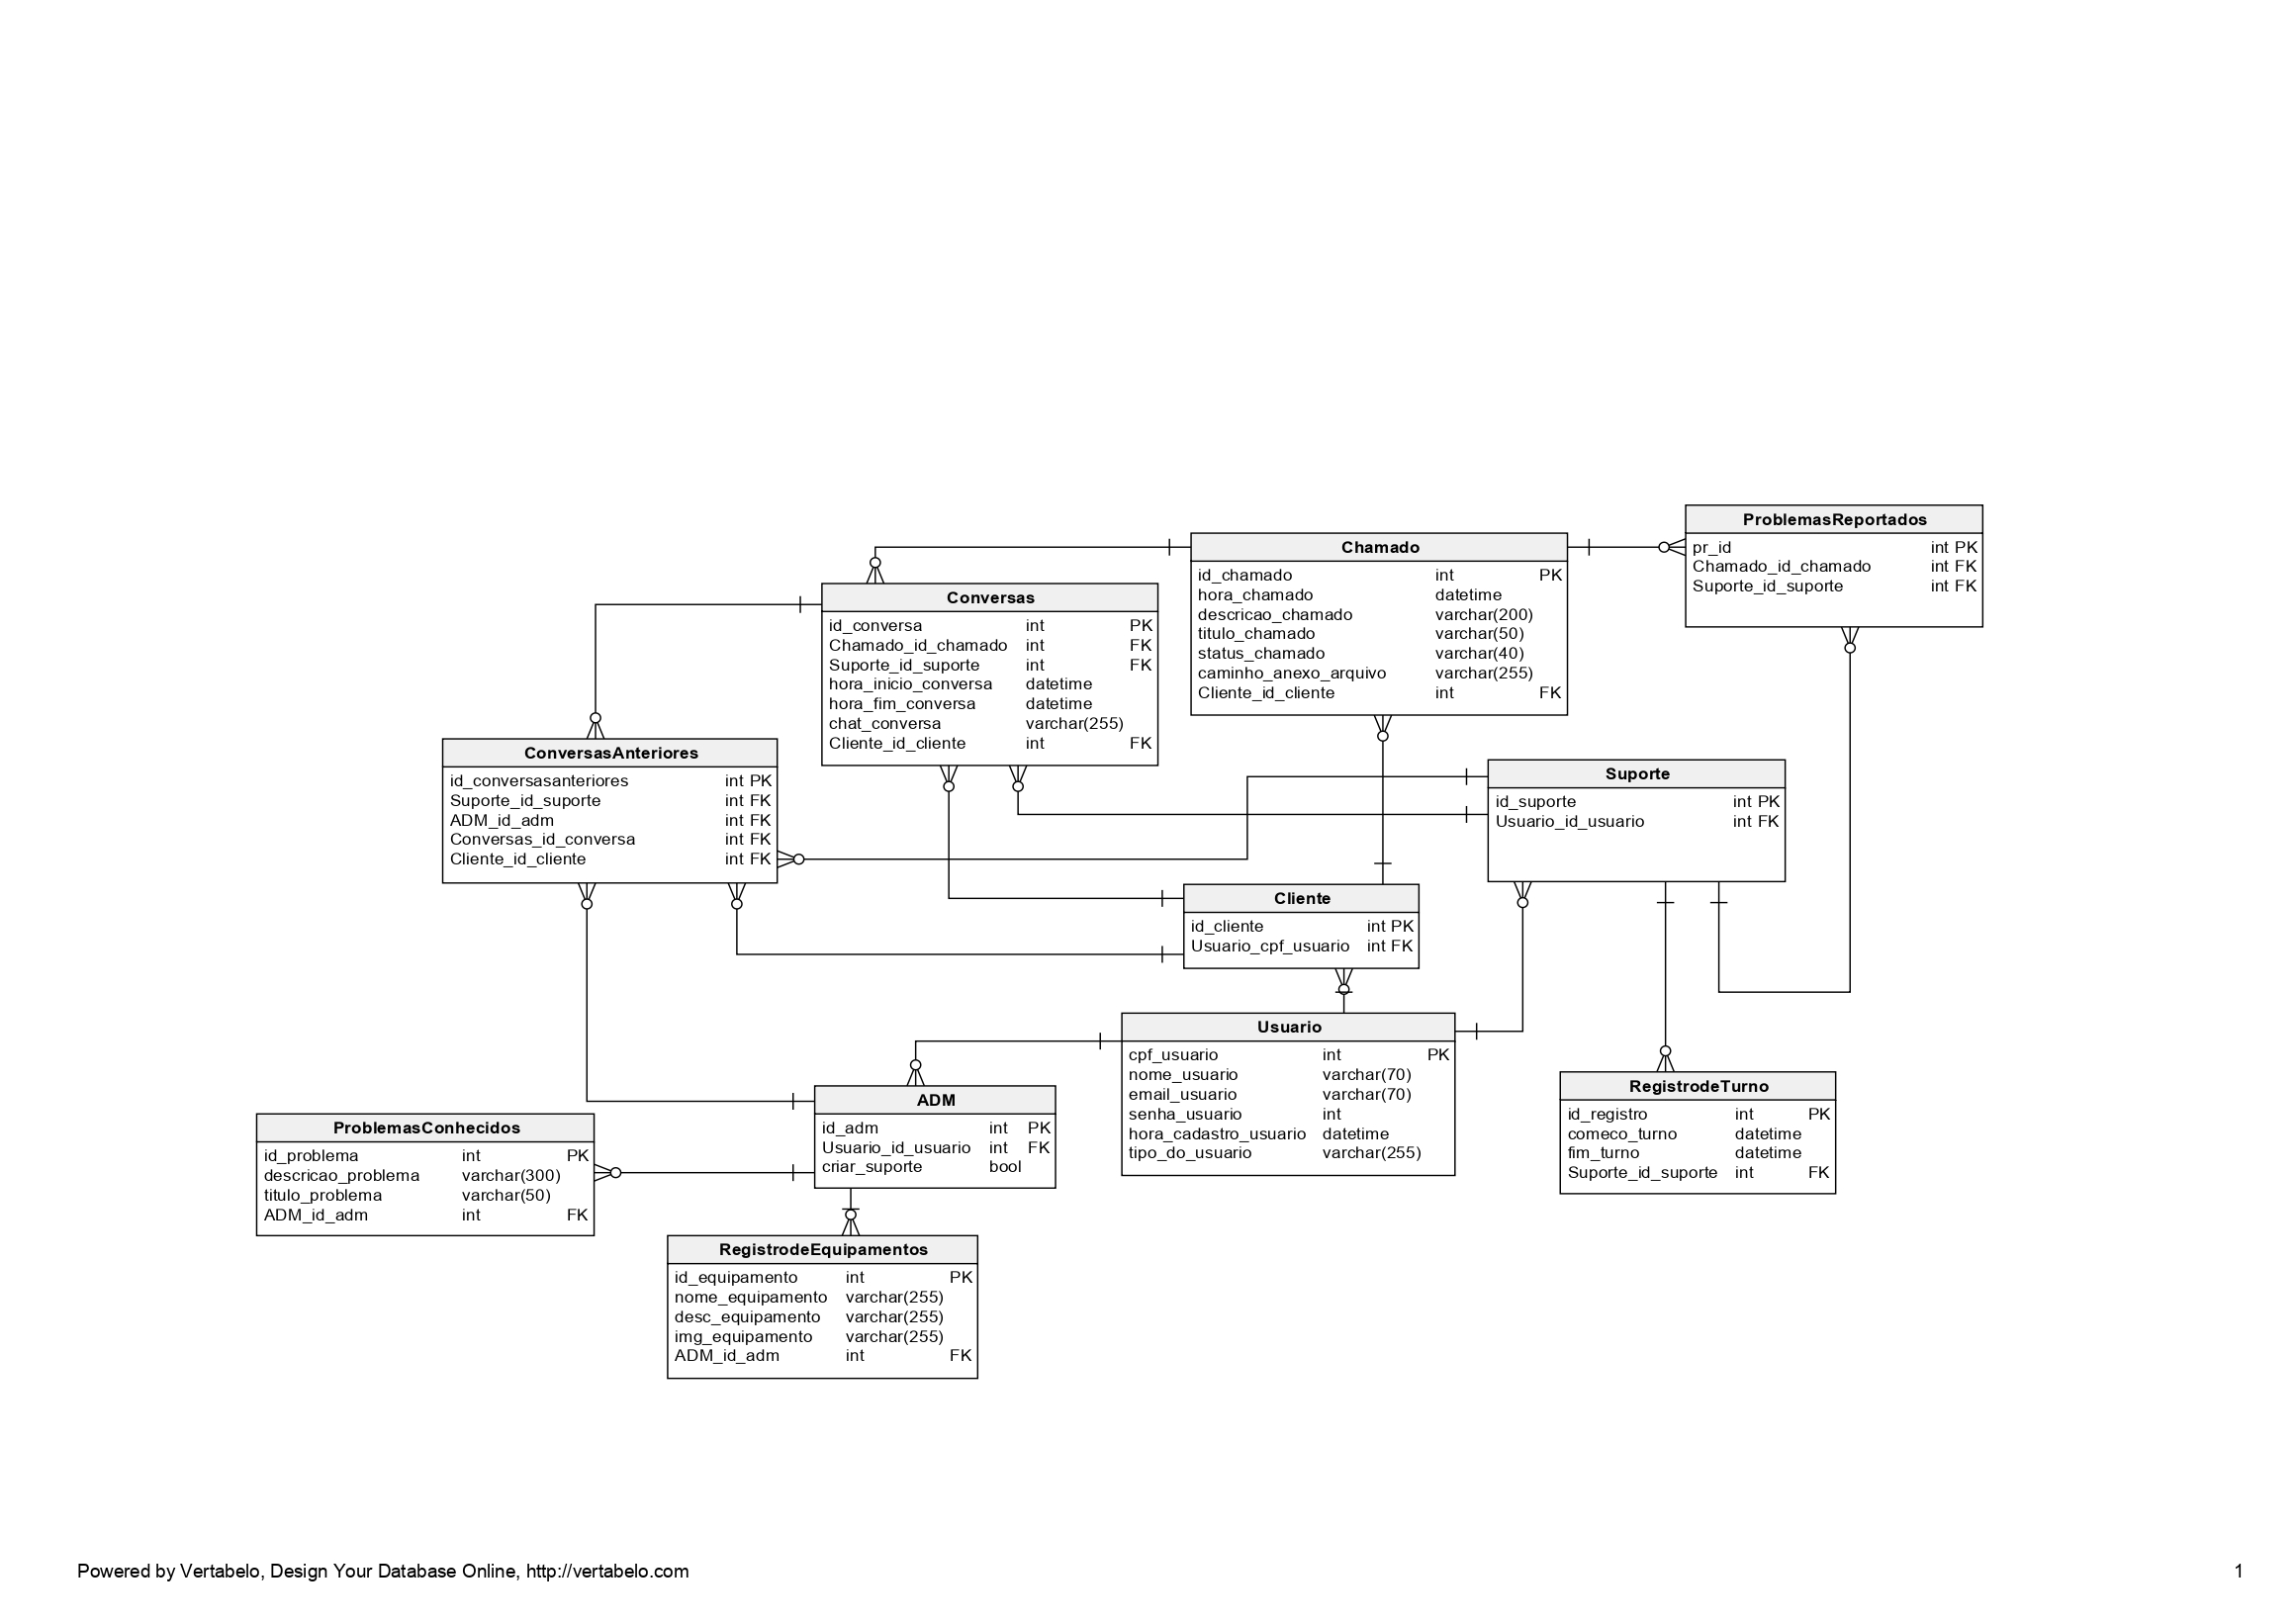 ProblemasReportados
pr_id int PK
Chamado_id_chamado int FK
Suporte_id_suporte int FK
Chamado
id_chamado int PK
hora_chamado datetime
descricao_chamado varchar(200)
titulo_chamado varchar(50)
status_chamado varchar(40)
caminho_anexo_arquivo varchar(255)
Cliente_id_cliente int FK
Conversas
id_conversa int PK
Chamado_id_chamado int FK
Suporte_id_suporte int FK
hora_inicio_conversa datetime
hora_fim_conversa datetime
chat_conversa varchar(255)
Cliente_id_cliente int FK
ConversasAnteriores
id_conversasanteriores int PK
Suporte_id_suporte int FK
ADM_id_adm int FK
Conversas_id_conversa int FK
Cliente_id_cliente int FK
Suporte
id_suporte int PK
Usuario_id_usuario int FK
Cliente
id_cliente int PK
Usuario_cpf_usuario int FK
Usuario
cpf_usuario int PK
nome_usuario varchar(70)
email_usuario varchar(70)
senha_usuario int
hora_cadastro_usuario datetime
tipo_do_usuario varchar(255)
RegistrodeTurno
id_registro int PK
comeco_turno datetime
fim_turno datetime
Suporte_id_suporte int FK
ADM
id_adm int PK
Usuario_id_usuario int FK
criar_suporte bool
ProblemasConhecidos
id_problema int PK
descricao_problema varchar(300)
titulo_problema varchar(50)
ADM_id_adm int FK
RegistrodeEquipamentos
id_equipamento int PK
nome_equipamento varchar(255)
desc_equipamento varchar(255)
img_equipamento varchar(255)
ADM_id_adm int FK
Powered by Vertabelo, Design Your Database Online, http://vertabelo.com
1